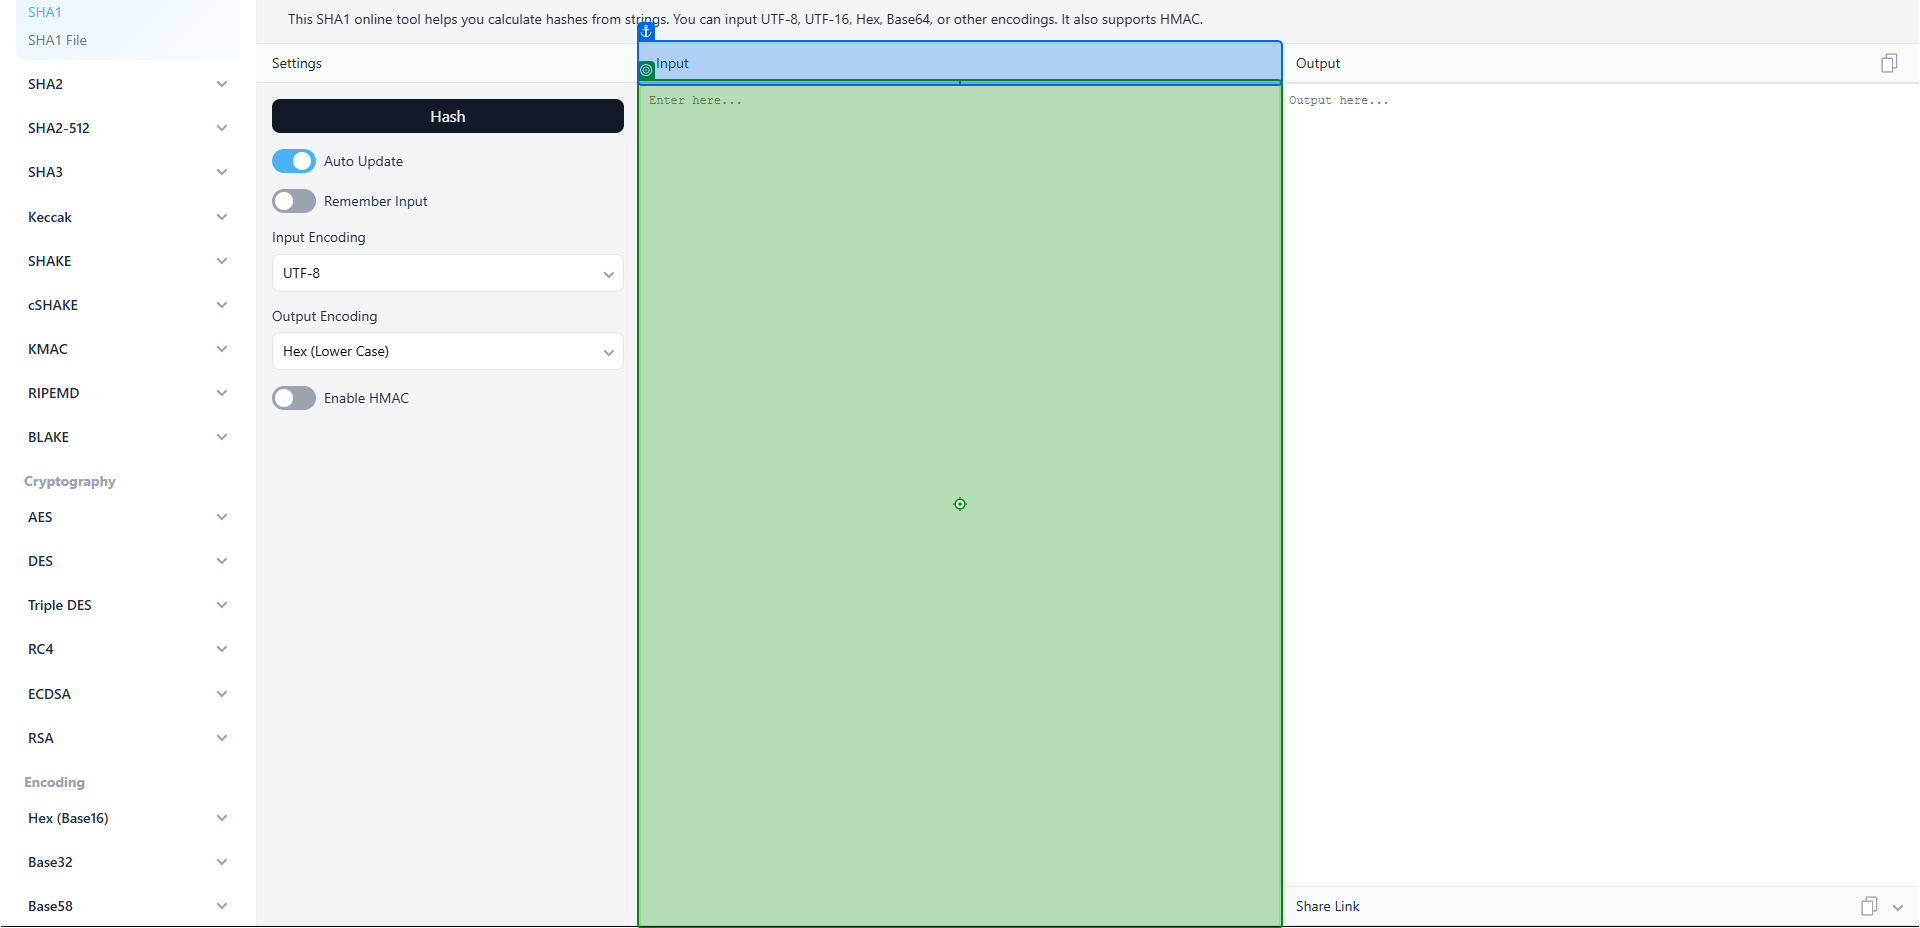 SHA1
SHA1 File
SHA2
SHA2-512
SHA3
Keccak
SHAKE
cSHAKE
KMAC
RIPEMD
BLAKE
Cryptography
AES
DES
Triple DES
RC4
ECDSA
RSA
Encoding
Hex (Base16)
Base32
Base58
This SHA1 online tool helps you calculate hashes from strings. You can input UTF-8, UTF-16, Hex, Base64, or other encodings. It also supports HMAC.
Settings
Hash
Auto Update
Remember Input
Input Encoding
UTF-8
Output Encoding
Hex (Lower Case)
Enable HMAC
Input
Enter here...
Output
Output here...
Share Link